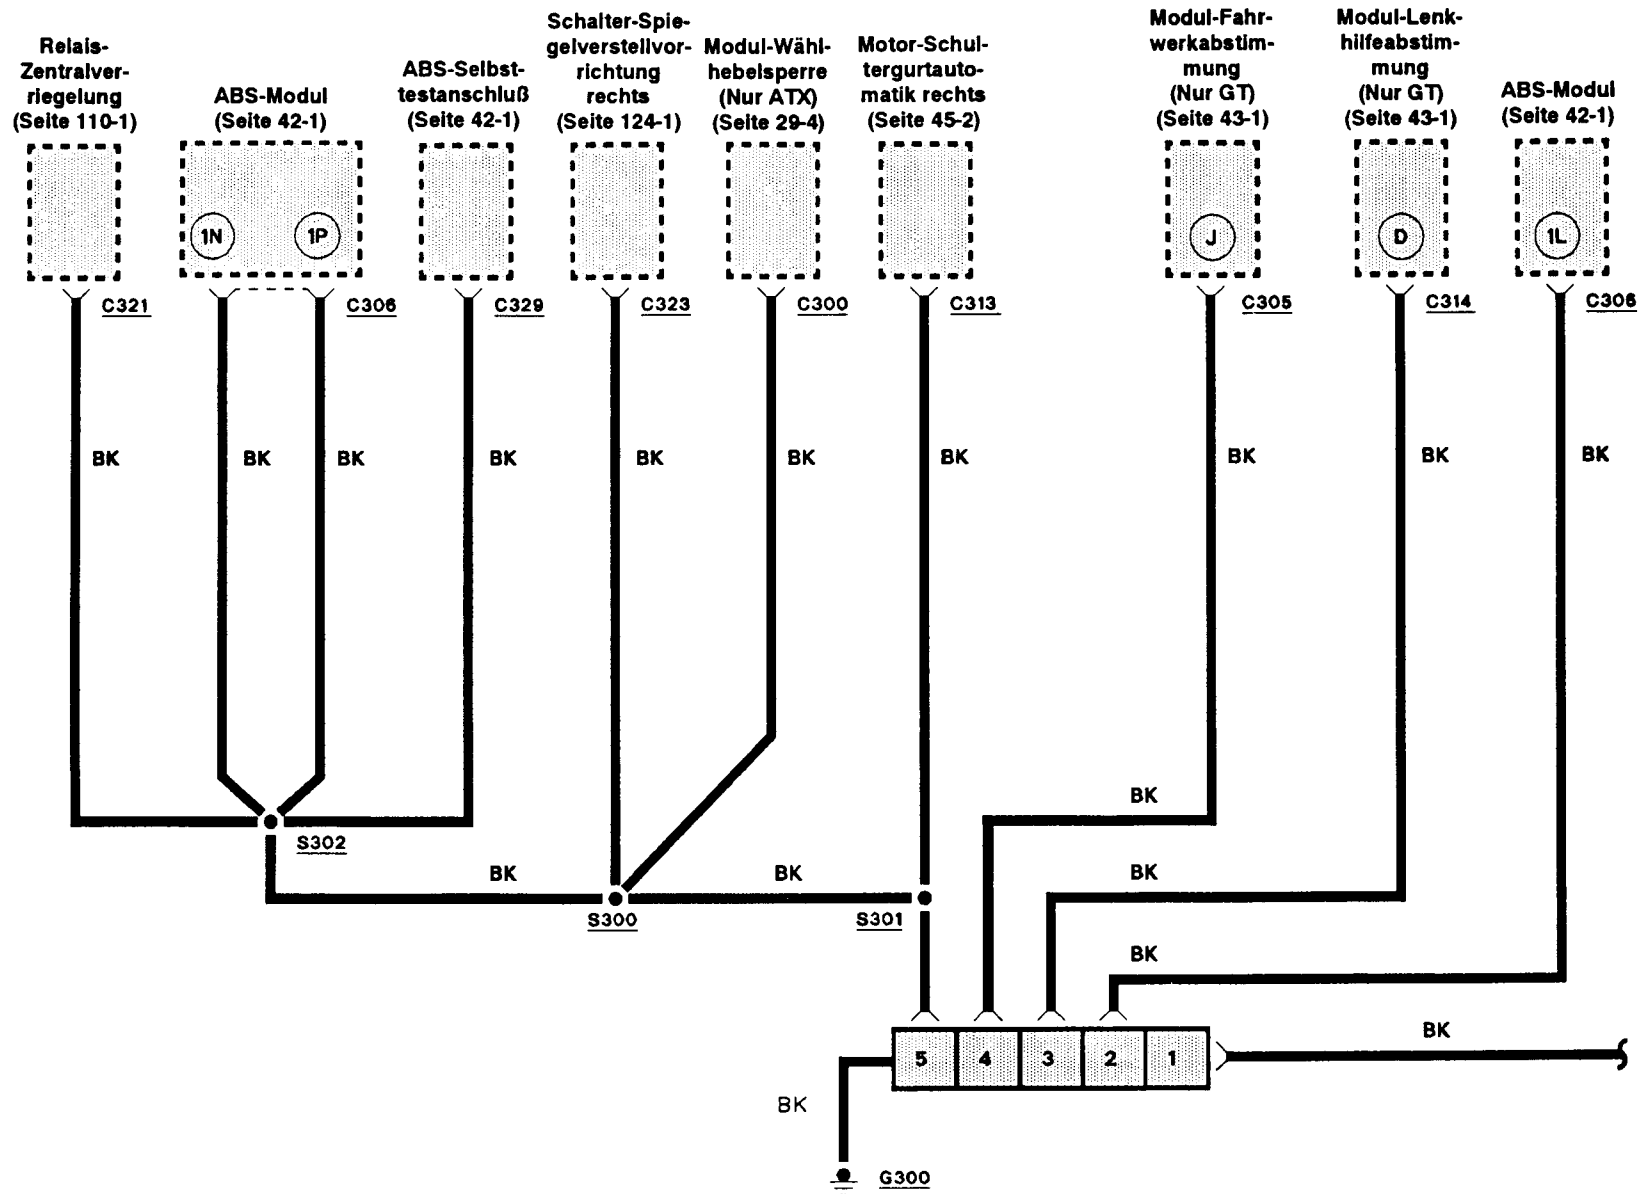 Relais-
Zentralver-
riegelung
(Seite 110-1)
ABS-Modul
(Seite 42-1)
ABS-Selbst-
testanschluß
(Seite 42-1)
Schalter-Spie-
gelverstellvor-
richtung
rechts
(Seite 124-1)
Modul-Wähl-
hebelsperre
(Nur ATX)
(Seite 29-4)
Motor-Schul-
tergurtauto-
matik rechts
(Seite 45-2)
Modul-Fahr-
werkabstim-
mung
(Nur GT)
(Seite 43-1)
Modul-Lenk-
hilfeabstim-
mung
(Nur GT)
(Seite 43-1)
ABS-Modul
(Seite 42-1)
1N 1P J D 1L
C321 C306 C329 C323 C300 C313 C305 C314 C306
BK BK BK BK BK BK BK BK BK BK
BK
S302
BK BK BK
S300 S301
BK
5 4 3 2 1 BK
BK
G300